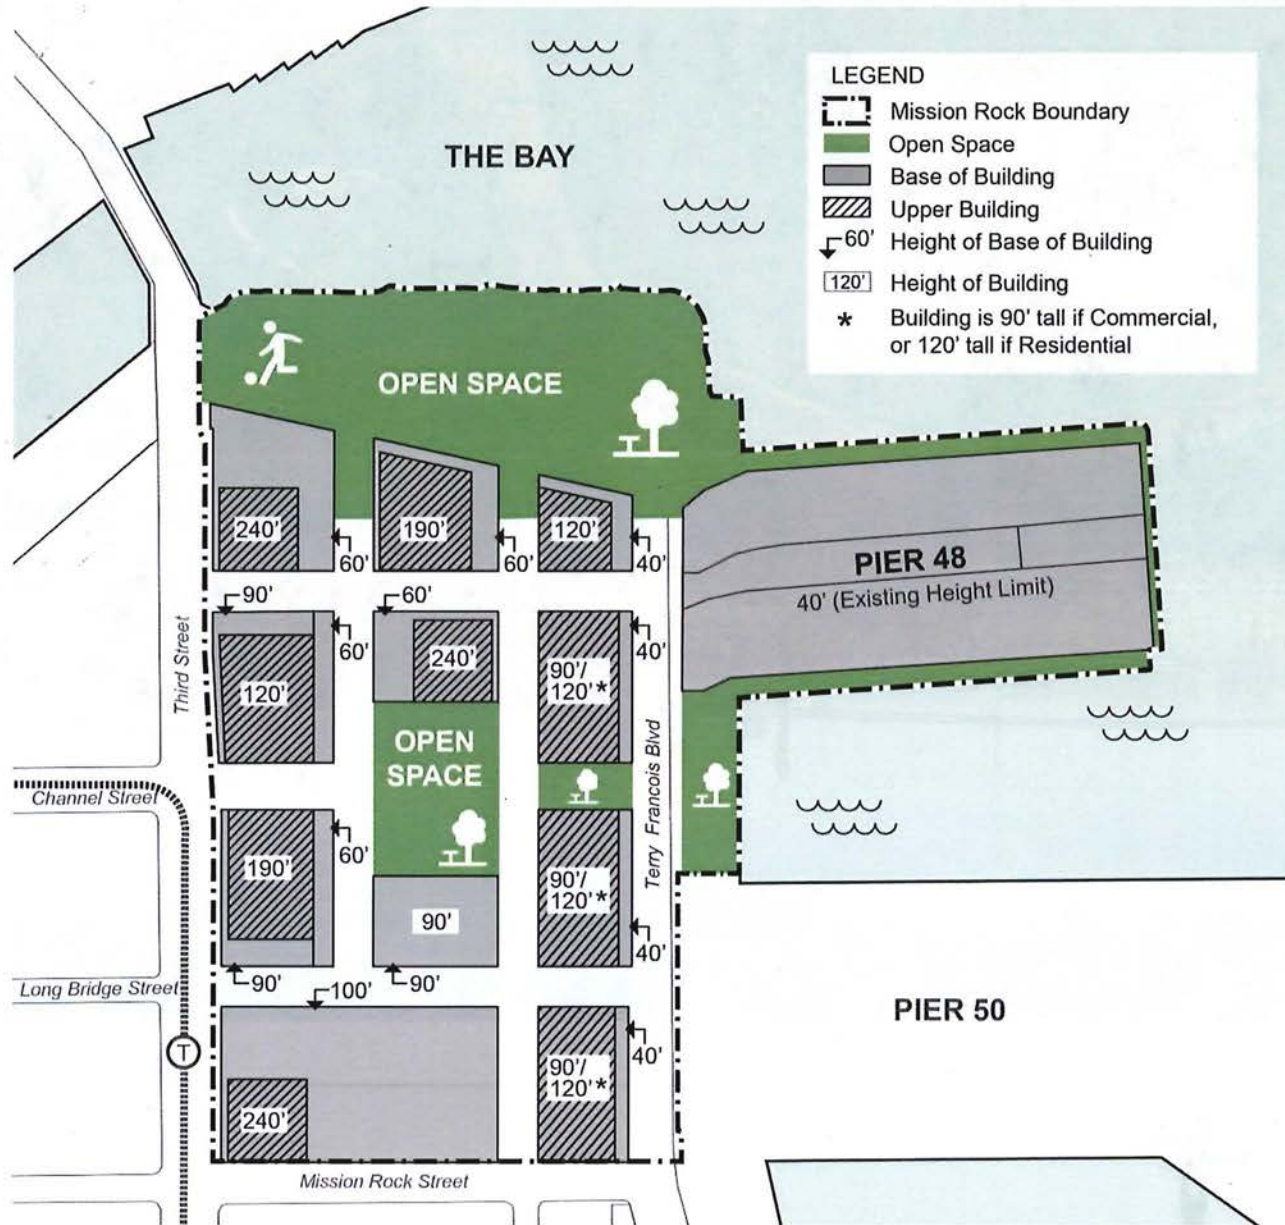 LEGEND
Mission Rock Boundary
Open Space
Base of Building
Upper Building
60' Height of Base of Building
120' Height of Building
* Building is 90' tall if Commercial,
or 120' tall if Residential
THE BAY
OPEN SPACE
240'
60'
190'
60'
120'
40'
PIER 48
40' (Existing Height Limit)
90'
60'
60'
120'
240'
40'
90'/
120'*
Third Street
OPEN
SPACE
Terry Francois Blvd
Channel Street
60'
190'
90'/
120'*
90'
40'
90'
90'
Long Bridge Street
100'
PIER 50
T
40'
90'/
120'*
240'
Mission Rock Street